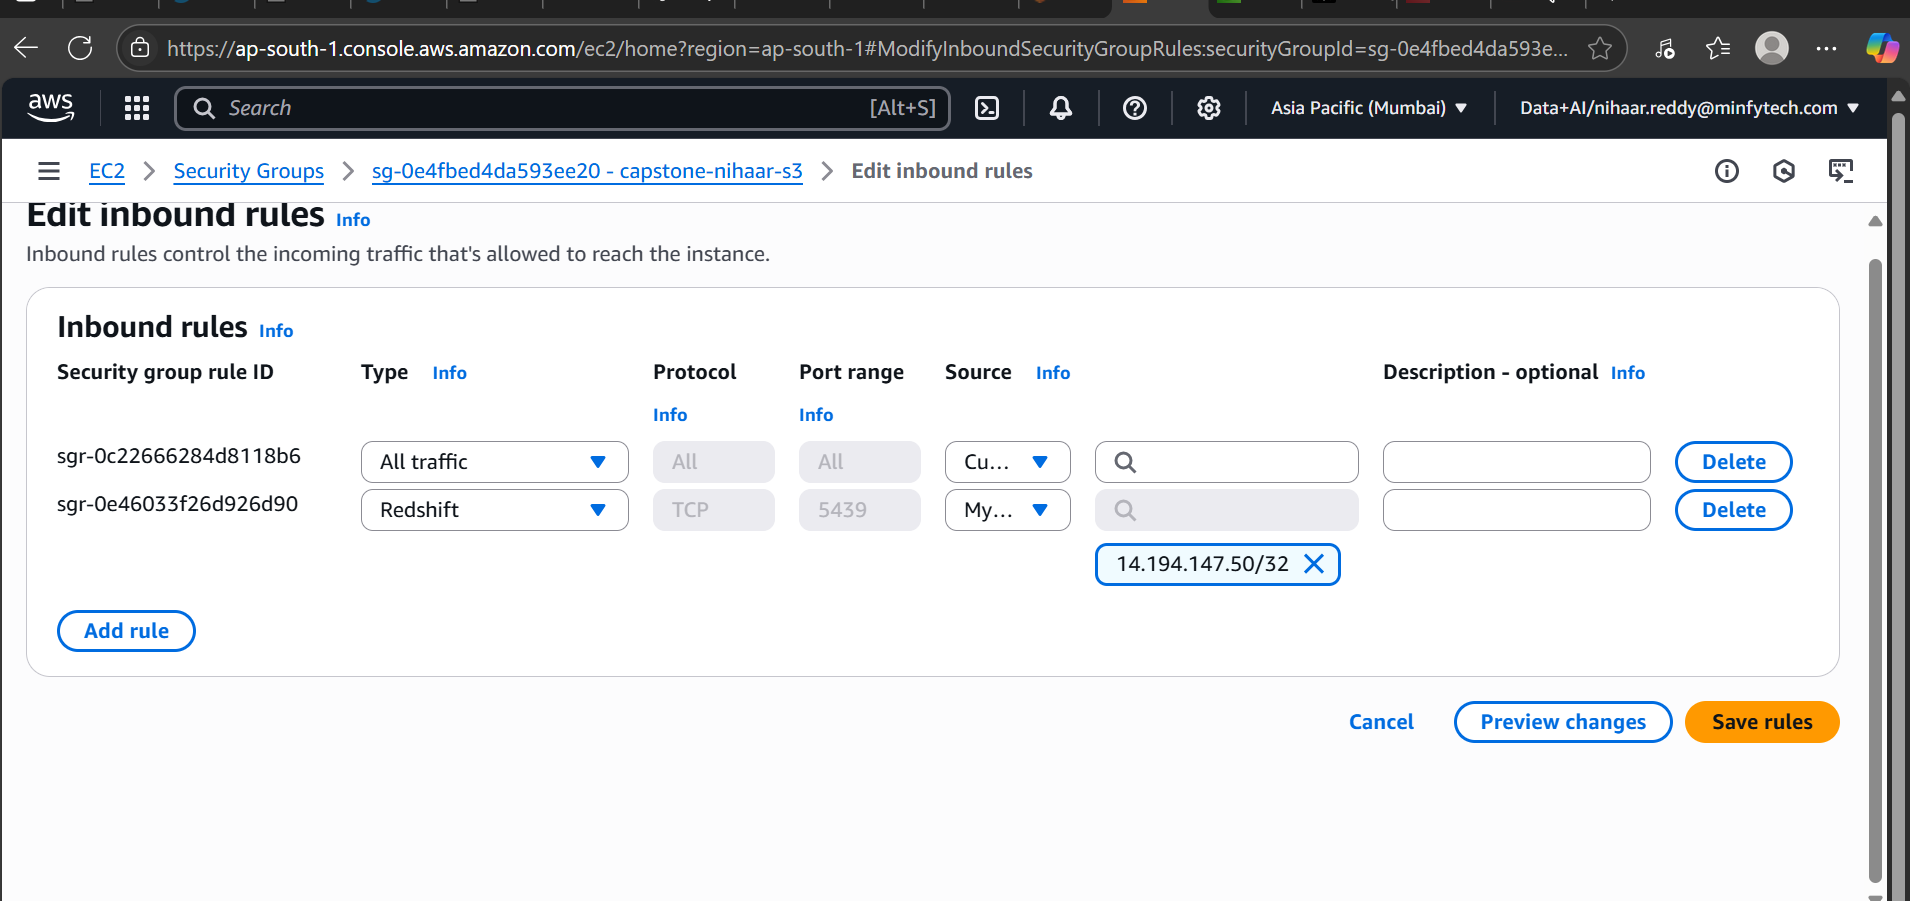 https://ap-south-1.console.aws.amazon.com/ec2/home?region=ap-south-1#ModifyInboundSecurityGroupRules:securityGroupId=sg-0e4fbed4da593e...
aws
Search [Alt+S]
Asia Pacific (Mumbai)
Data+AI/nihaar.reddy@minfytech.com
EC2 > Security Groups > sg-0e4fbed4da593ee20 - capstone-nihaar-s3 > Edit inbound rules
Edit inbound rules Info
Inbound rules control the incoming traffic that's allowed to reach the instance.
Inbound rules Info
Security group rule ID Type Info Protocol Port range Source Info Description - optional Info
Info Info
sgr-0c22666284d8118b6 All traffic All All Cu... Delete
sgr-0e46033f26d926d90 Redshift TCP 5439 My... Delete
14.194.147.50/32
Add rule
Cancel Preview changes Save rules